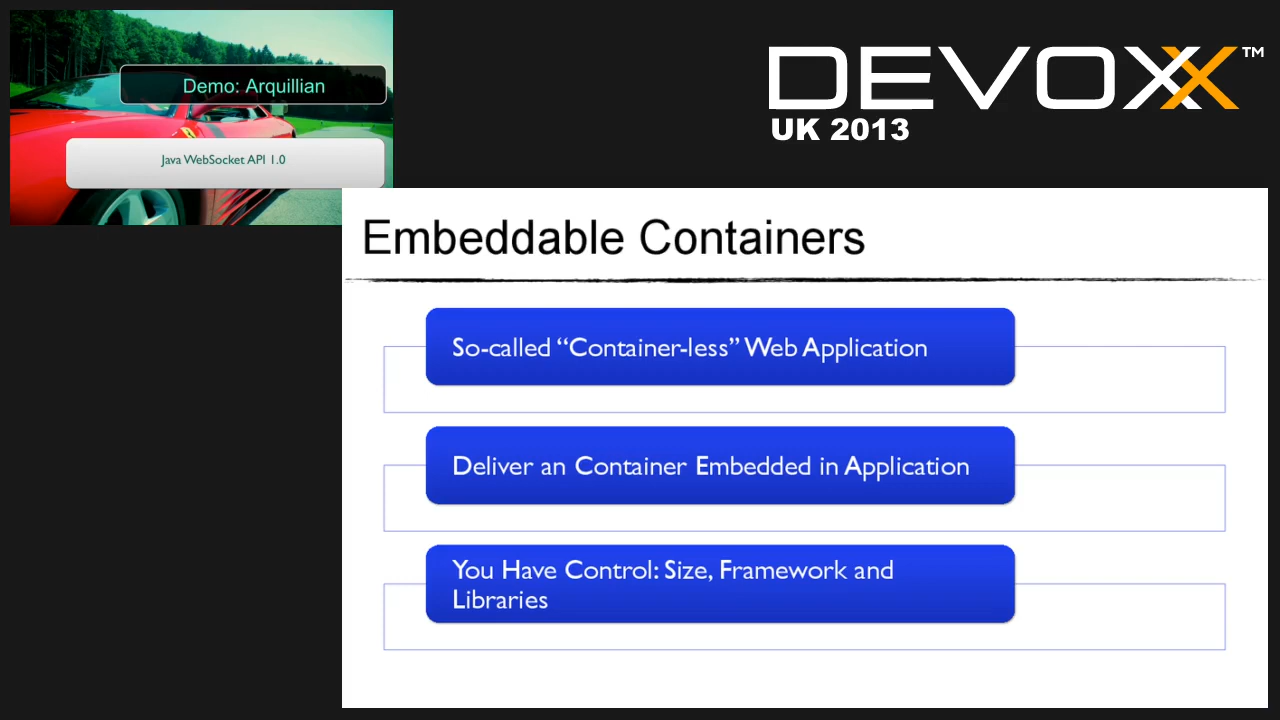 Demo: Arquillian
Java WebSocket API 1.0
DEVOXX™
UK 2013
Embeddable Containers
So-called “Container-less” Web Application
Deliver an Container Embedded in Application
You Have Control: Size, Framework and
Libraries